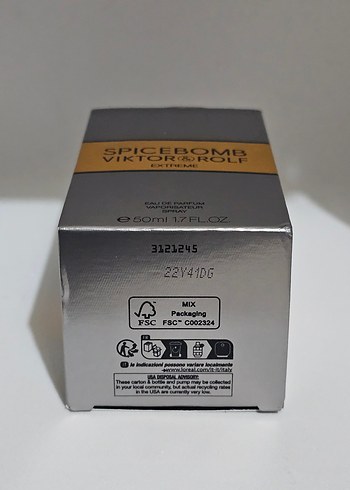 SPICEBOMB
VIKTOR&ROLF
EXTREME
EAU DE PARFUM
VAPORISATEUR
SPRAY
℮ 50ml 1.7 FL.OZ.
3121245
22Y41DG
FSC
MIX
Packaging
FSC™ C002324
le indicazioni possono variare localmente
www.loreal.com/it-it/italy
USA DISPOSAL ADVISORY:
These carton & bottle and pump may be collected
in your local community, but actual recycling rates
in the USA are currently very low.